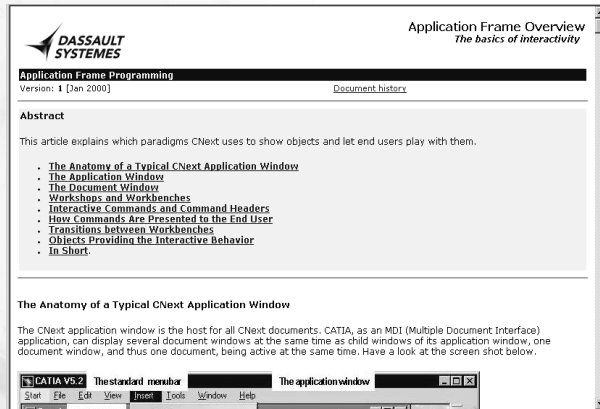 DASSAULT
SYSTEMES
Application Frame Overview
The basics of interactivity
Application Frame Programming
Version: 1 [Jan 2000]
Document history
Abstract
This article explains which paradigms CNext uses to show objects and let end users play with them.
The Anatomy of a Typical CNext Application Window
The Application Window
The Document Window
Workshops and Workbenches
Interactive Commands and Command Headers
How Commands Are Presented to the End User
Transitions between Workbenches
Objects Providing the Interactive Behavior
In Short.
The Anatomy of a Typical CNext Application Window
The CNext application window is the host for all CNext documents. CATIA, as an MDI (Multiple Document Interface)
application, can display several document windows at the same time as child windows of its application window, one
document window, and thus one document, being active at the same time. Have a look at the screen shot below.
CATIA V5.2 The standard menubar The application window
Start File Edit View Insert Tools Window Help